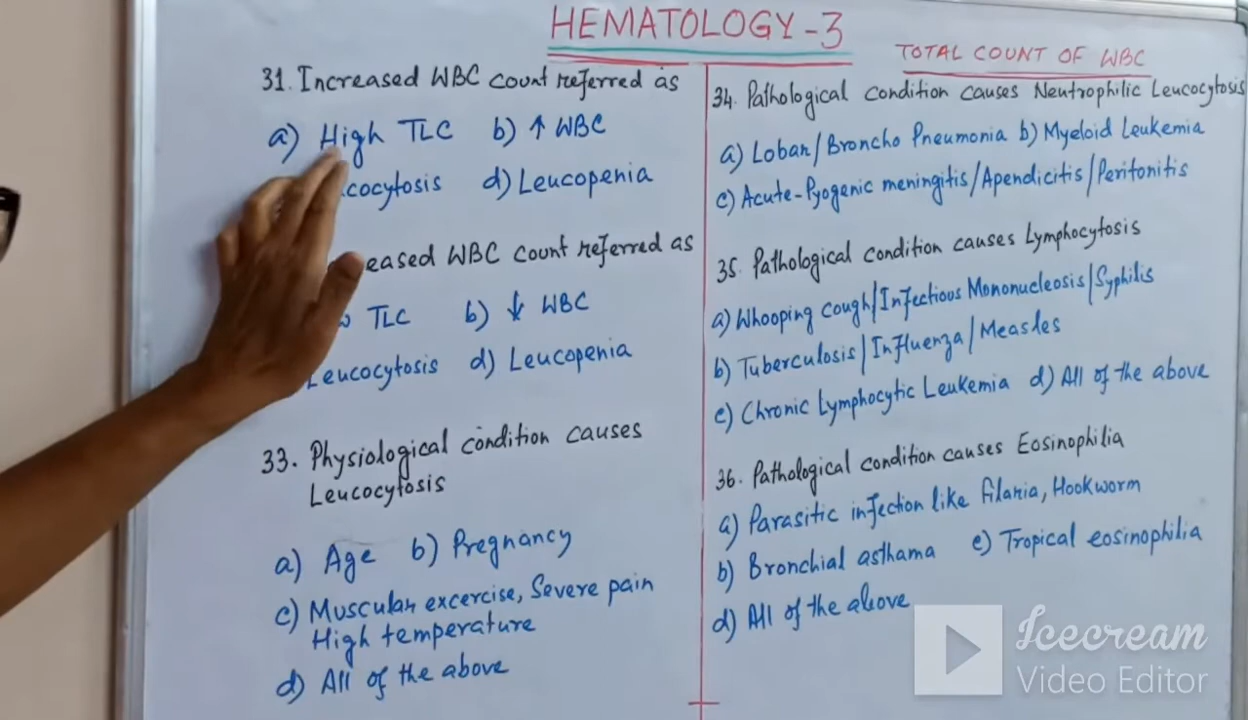 HEMATOLOGY-3
TOTAL COUNT OF WBC
31. Increased WBC count referred as
a) High TLC b) ↑ WBC
cocytosis d) Leucopenia
eased WBC count referred as
TLC b) ↓ WBC
Leucocytosis d) Leucopenia
33. Physiological condition causes
Leucocytosis
a) Age b) Pregnancy
c) Muscular excercise, Severe pain
High temperature
d) All of the above
34. Pathological condition causes Neutrophilic Leucocytosis
a) Lobar/Broncho Pneumonia b) Myeloid Leukemia
c) Acute-Pyogenic meningitis/Apendicitis/Peritonitis
35. Pathological condition causes Lymphocytosis
a) Whooping cough/Infectious Mononucleosis/Syphilis
b) Tuberculosis/Influenza/Measles
c) Chronic Lymphocytic Leukemia d) All of the above
36. Pathological condition causes Eosinophilia
a) Parasitic infection like filaria, Hookworm
b) Bronchial asthama c) Tropical eosinophilia
d) All of the above
Icecream
Video Editor